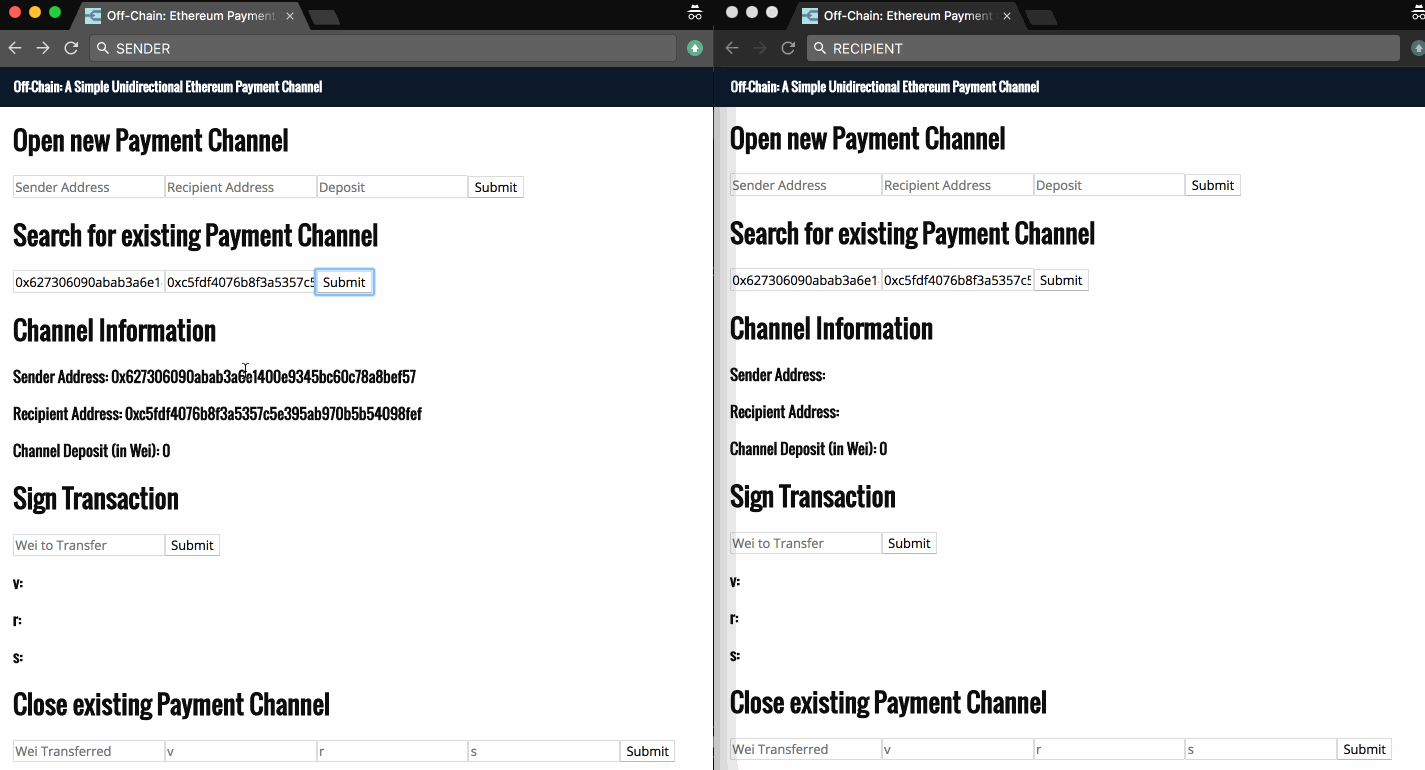 Off-Chain: Ethereum Payment
SENDER
Off-Chain: A Simple Unidirectional Ethereum Payment Channel
Open new Payment Channel
Sender Address Recipient Address Deposit Submit
Search for existing Payment Channel
0x627306090abab3a6e1 0xc5fdf4076b8f3a5357c5 Submit
Channel Information
Sender Address: 0x627306090abab3a6e1400e9345bc60c78a8bef57
Recipient Address: 0xc5fdf4076b8f3a5357c5e395ab970b5b54098fef
Channel Deposit (in Wei): 0
Sign Transaction
Wei to Transfer Submit
v:
r:
s:
Close existing Payment Channel
Wei Transferred v r s Submit
Off-Chain: Ethereum Payment
RECIPIENT
Off-Chain: A Simple Unidirectional Ethereum Payment Channel
Open new Payment Channel
Sender Address Recipient Address Deposit Submit
Search for existing Payment Channel
0x627306090abab3a6e1 0xc5fdf4076b8f3a5357c5 Submit
Channel Information
Sender Address:
Recipient Address:
Channel Deposit (in Wei): 0
Sign Transaction
Wei to Transfer Submit
v:
r:
s:
Close existing Payment Channel
Wei Transferred v r s Submit